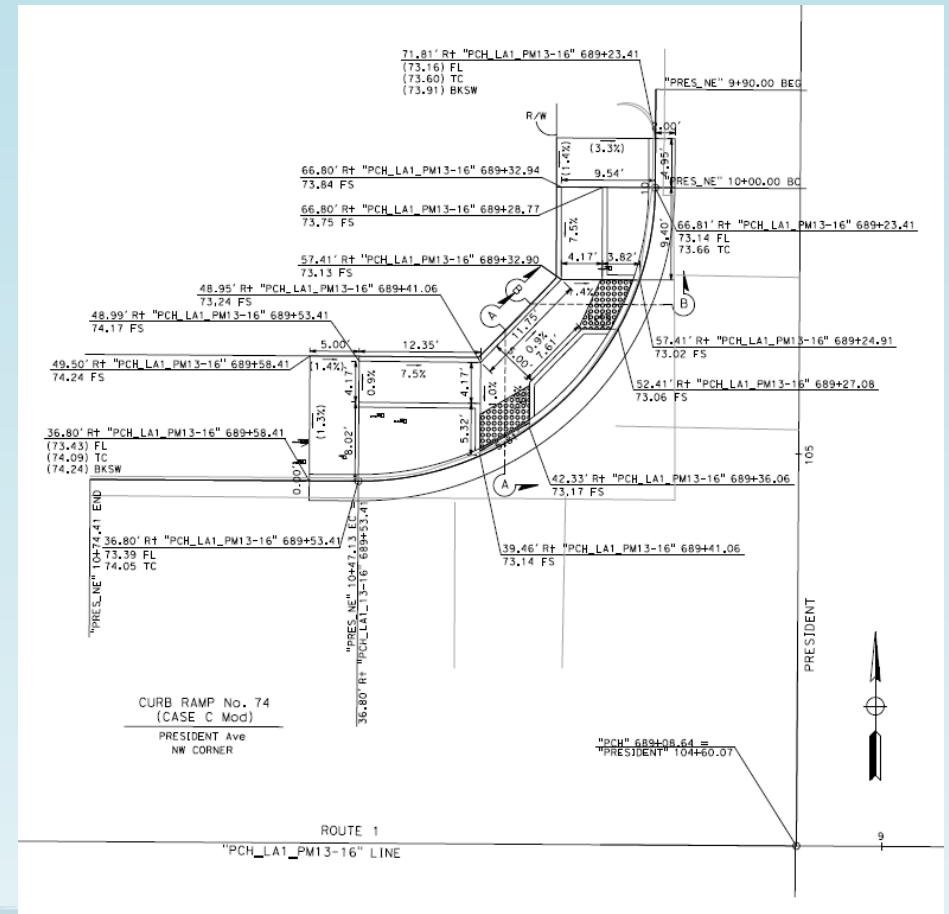 71.81' Rt "PCH_LA1_PM13-16" 689+23.41
(73.16) FL
(73.60) TC
(73.91) BKSW
"PRES_NE" 9+90.00 BEG
R/W
2.00'
(1.4%)
(3.3%)
9.54'
4.95'
66.80' Rt "PCH_LA1_PM13-16" 689+32.94
73.84 FS
"PRES_NE" 10+00.00 BC
10
66.80' Rt "PCH_LA1_PM13-16" 689+28.77
73.75 FS
66.81' Rt "PCH_LA1_PM13-16" 689+23.41
73.14 FL
73.66 TC
7.5%
9.40'
4.17'
3.82'
57.41' Rt "PCH_LA1_PM13-16" 689+32.90
73.13 FS
48.95' Rt "PCH_LA1_PM13-16" 689+41.06
73.24 FS
B
A
B
11.75'
0.9%
7.61'
5.00'
48.99' Rt "PCH_LA1_PM13-16" 689+53.41
74.17 FS
57.41' Rt "PCH_LA1_PM13-16" 689+24.91
73.02 FS
5.00'
12.35'
49.50' Rt "PCH_LA1_PM13-16" 689+58.41
74.24 FS
(1.4%)
4.17'
0.9%
7.5%
4.17'
52.41' Rt "PCH_LA1_PM13-16" 689+27.08
73.06 FS
(1.3%)
8.02'
5.32'
36.80' Rt "PCH_LA1_PM13-16" 689+58.41
(73.43) FL
(74.09) TC
(74.24) BKSW
0.00'
A
42.33' Rt "PCH_LA1_PM13-16" 689+36.06
73.17 FS
105
36.80' Rt "PCH_LA1_PM13-16" 689+53.41
73.39 FL
74.05 TC
39.46' Rt "PCH_LA1_PM13-16" 689+41.06
73.14 FS
"PRES_NE" 10+74.41 END
"PRES_NE" 10+47.13 EC
36.80' Rt "PCH_LA1_13-16" 689+53.41
PRESIDENT
CURB RAMP No. 74
(CASE C Mod)
PRESIDENT Ave
NW CORNER
"PCH" 689+08.64 =
"PRESIDENT" 104+60.07
ROUTE 1
"PCH_LA1_PM13-16" LINE
9